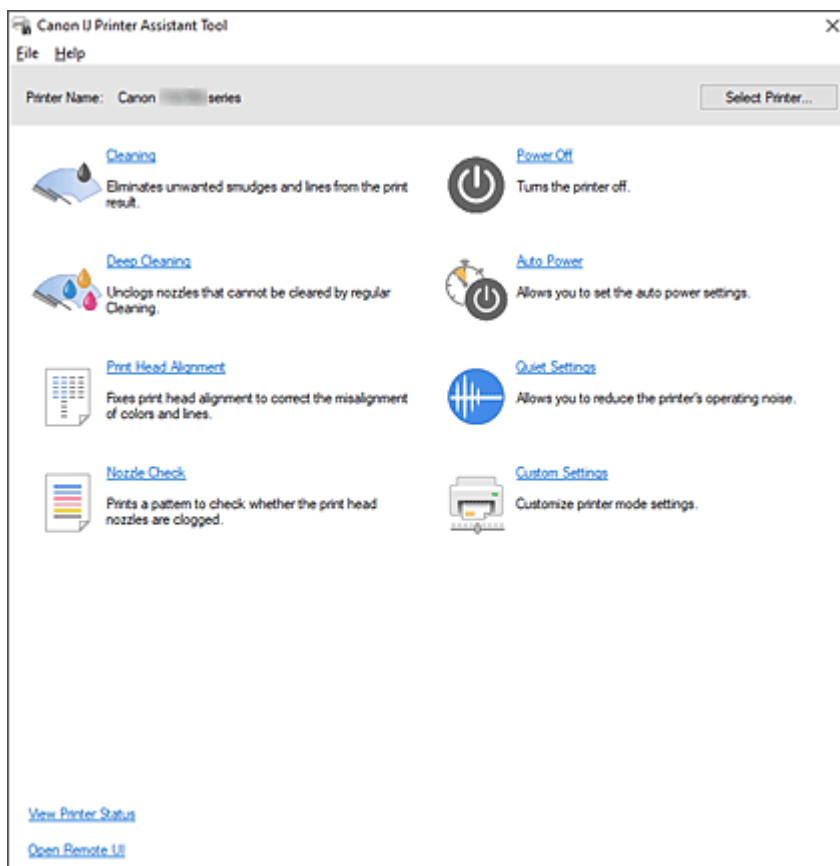 Canon IJ Printer Assistant Tool
File Help
Printer Name: Canon series
Select Printer...
Cleaning
Eliminates unwanted smudges and lines from the print
result.
Power Off
Turns the printer off.
Deep Cleaning
Unclogs nozzles that cannot be cleared by regular
Cleaning.
Auto Power
Allows you to set the auto power settings.
Print Head Alignment
Fixes print head alignment to correct the misalignment
of colors and lines.
Quiet Settings
Allows you to reduce the printer's operating noise.
Nozzle Check
Prints a pattern to check whether the print head
nozzles are clogged.
Custom Settings
Customize printer mode settings.
View Printer Status
Open Remote UI